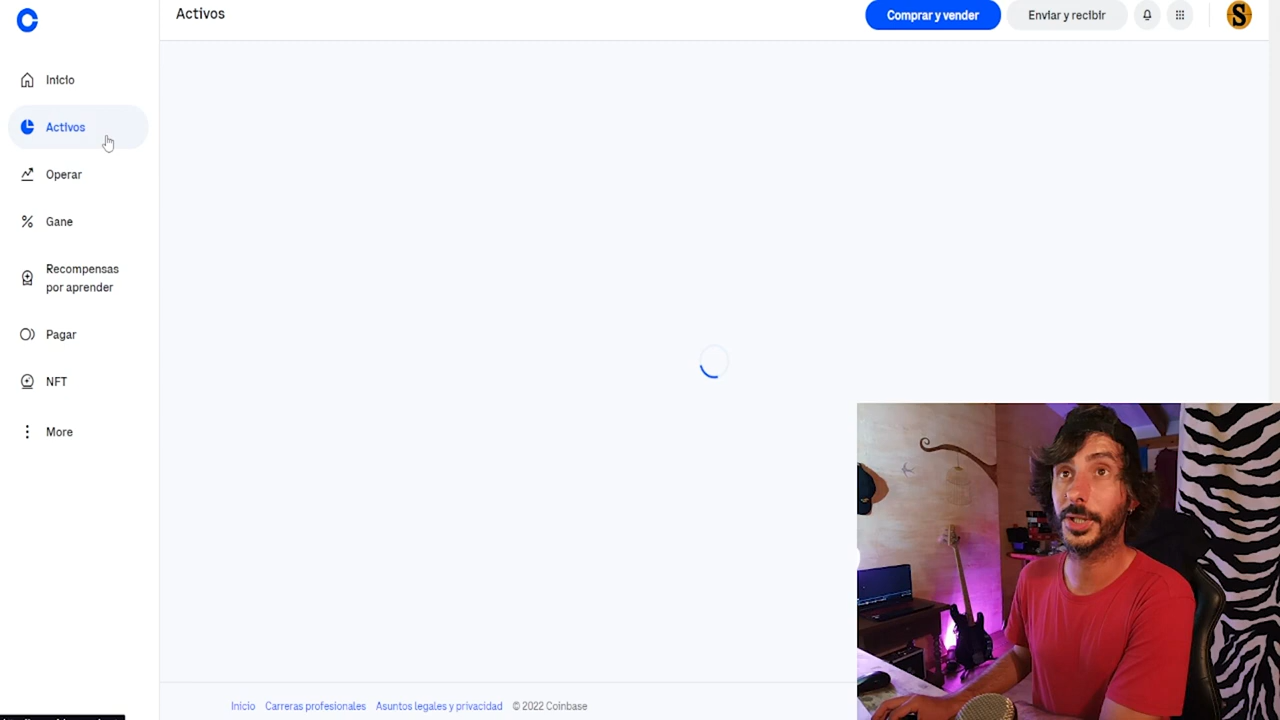 Activos
Comprar y vender
Enviar y recibir
S
Inicio
Activos
Operar
Gane
Recompensas
por aprender
Pagar
NFT
More
Inicio
Carreras profesionales
Asuntos legales y privacidad
© 2022 Coinbase